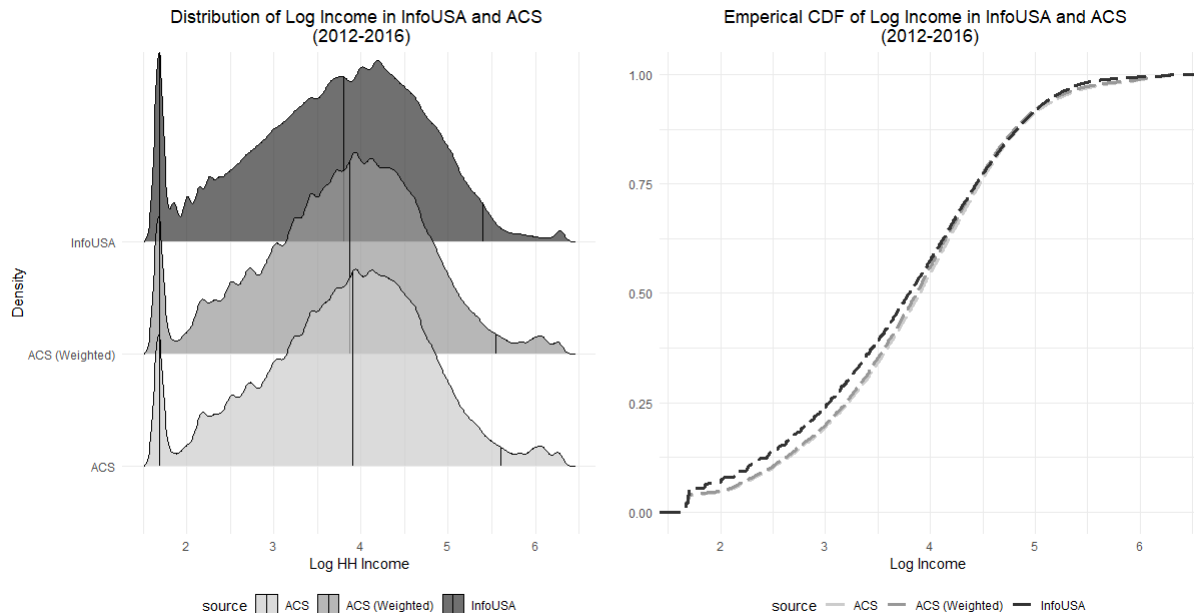 Distribution of Log Income in InfoUSA and ACS
(2012-2016)
Density
InfoUSA
ACS (Weighted)
ACS
2 3 4 5 6
Log HH Income
source ACS ACS (Weighted) InfoUSA
Emperical CDF of Log Income in InfoUSA and ACS
(2012-2016)
1.00
0.75
0.50
0.25
0.00
2 3 4 5 6
Log Income
source ACS ACS (Weighted) InfoUSA